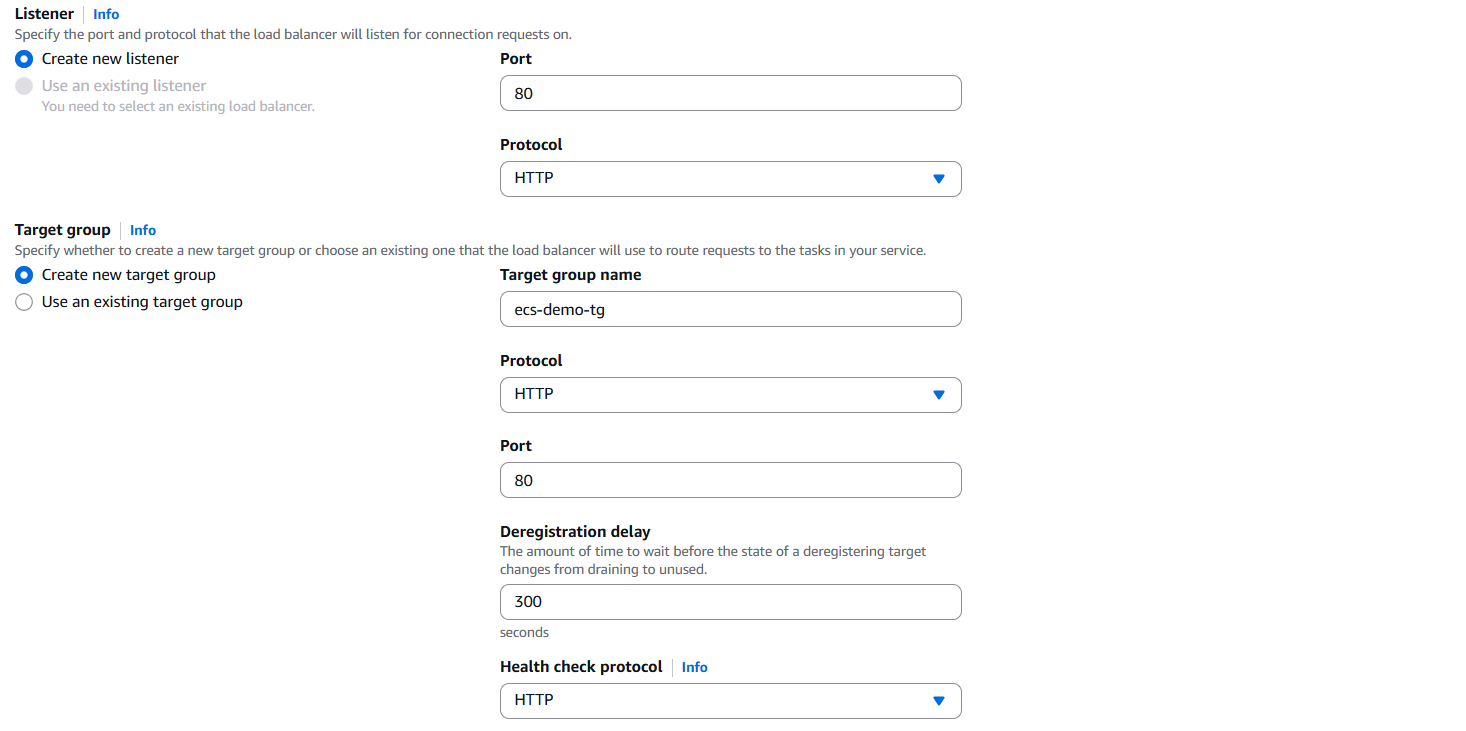 Listener Info
Specify the port and protocol that the load balancer will listen for connection requests on.
Create new listener
Use an existing listener
You need to select an existing load balancer.
Port
80
Protocol
HTTP
Target group Info
Specify whether to create a new target group or choose an existing one that the load balancer will use to route requests to the tasks in your service.
Create new target group
Use an existing target group
Target group name
ecs-demo-tg
Protocol
HTTP
Port
80
Deregistration delay
The amount of time to wait before the state of a deregistering target
changes from draining to unused.
300
seconds
Health check protocol Info
HTTP